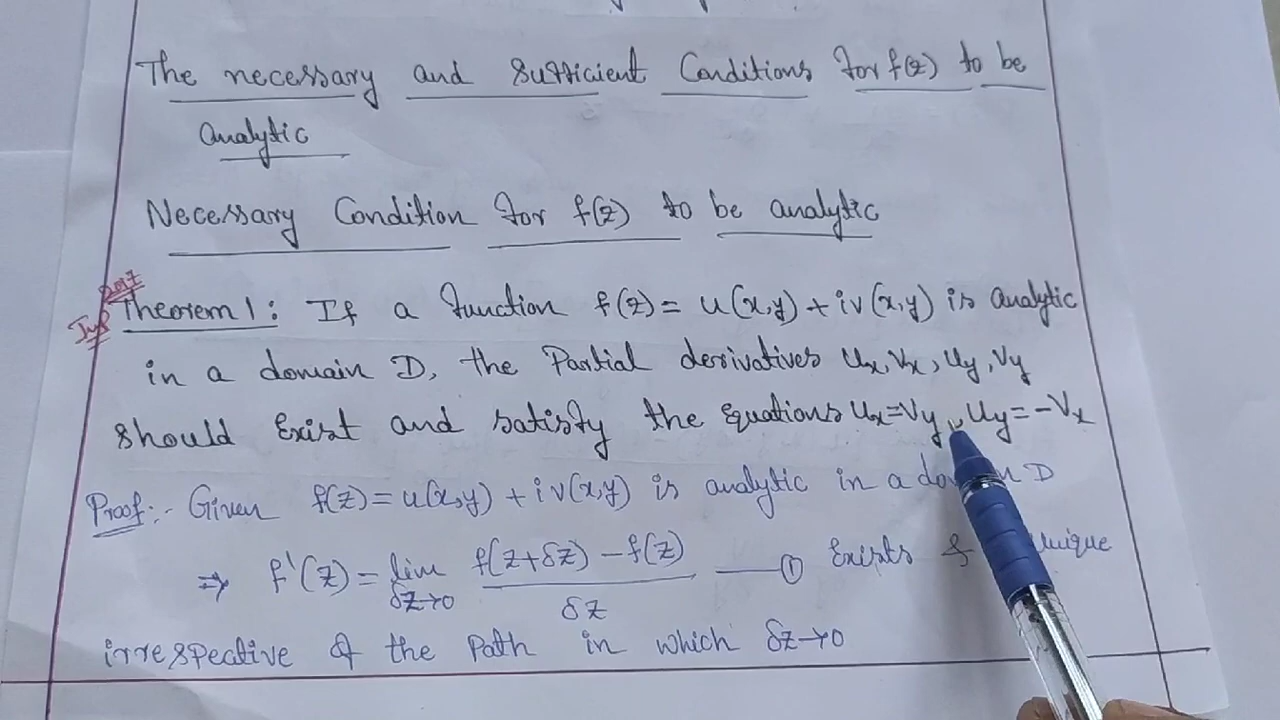 The necessary and Sufficient Conditions for f(z) to be
analytic
Necessary Condition for f(z) to be analytic
Theorem 1: If a function f(z) = u(x,y) + iv(x,y) is analytic
in a domain D, the Partial derivatives ux, vx, uy, vy
should Exist and satisfy the equations ux=vy, uy=-vx
Proof:- Given f(z) = u(x,y) + iv(x,y) is analytic in a D
⇒ f'(z) = lim δz→0 f(z+δz) - f(z) / δz —① Exists & unique
irrespective of the Path in which δz→0